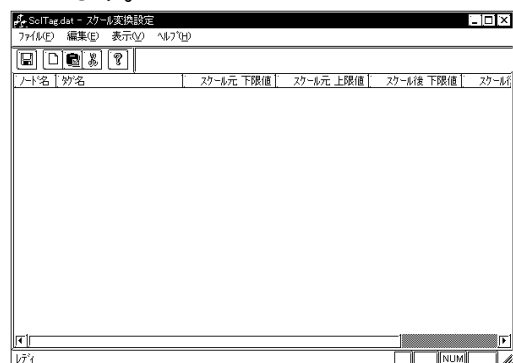 SclTag.dat - スケール変換設定
ファイル(F) 編集(E) 表示(V) ヘルプ(H)
ノード名 タグ名 スケール元 下限値 スケール元 上限値 スケール後 下限値 スケール
レディ NUM